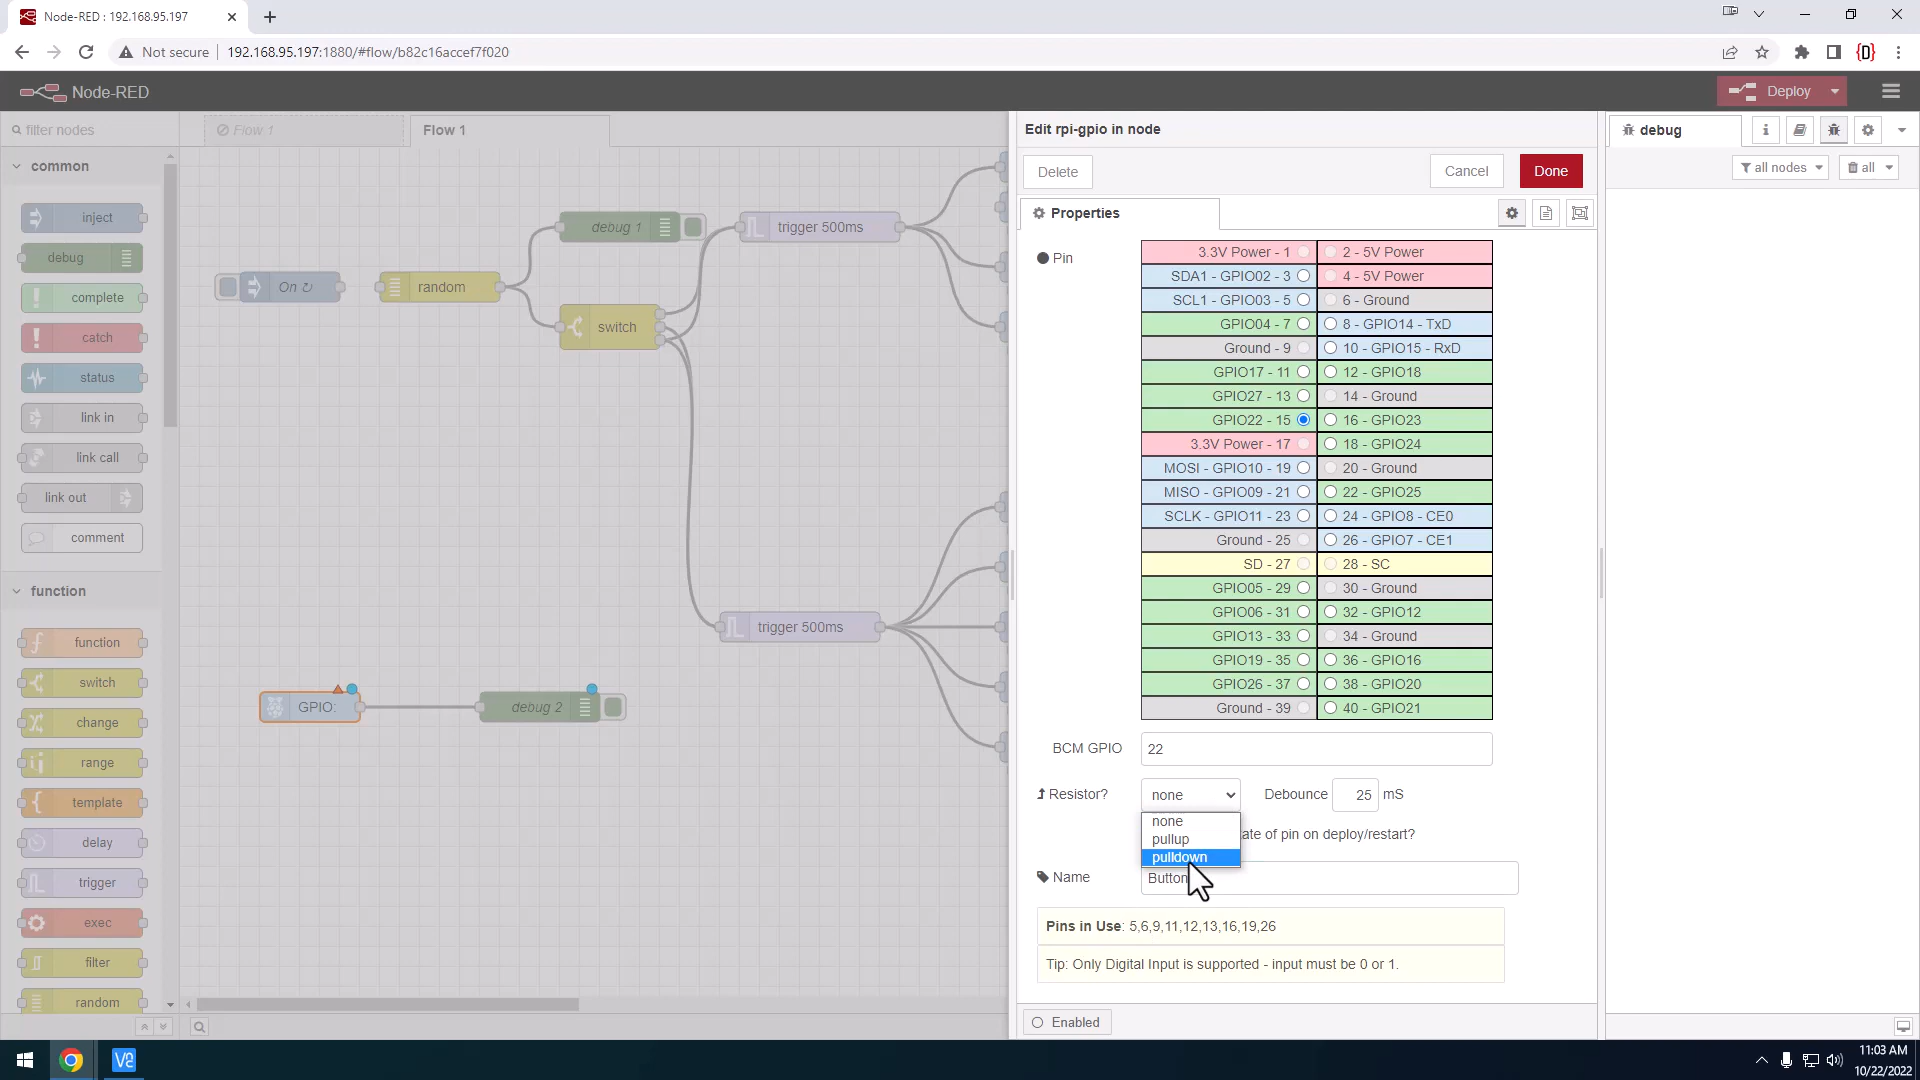 Node-RED : 192.168.95.197
Not secure
192.168.95.197:1880/#flow/b82c16accef7f020
Node-RED
Deploy
filter nodes
Flow 1
Flow 1
Edit rpi-gpio in node
debug
i
Delete
Cancel
Done
all nodes
all
common
Properties
inject
debug
complete
catch
status
link in
link call
link out
comment
function
function
switch
change
range
template
delay
trigger
exec
filter
random
On ↻
random
debug 1
switch
trigger 500ms
trigger 500ms
GPIO:
debug 2
Pin
3.3V Power - 1
2 - 5V Power
SDA1 - GPIO02 - 3
4 - 5V Power
SCL1 - GPIO03 - 5
6 - Ground
GPIO04 - 7
8 - GPIO14 - TxD
Ground - 9
10 - GPIO15 - RxD
GPIO17 - 11
12 - GPIO18
GPIO27 - 13
14 - Ground
GPIO22 - 15
16 - GPIO23
3.3V Power - 17
18 - GPIO24
MOSI - GPIO10 - 19
20 - Ground
MISO - GPIO09 - 21
22 - GPIO25
SCLK - GPIO11 - 23
24 - GPIO8 - CE0
Ground - 25
26 - GPIO7 - CE1
SD - 27
28 - SC
GPIO05 - 29
30 - Ground
GPIO06 - 31
32 - GPIO12
GPIO13 - 33
34 - Ground
GPIO19 - 35
36 - GPIO16
GPIO26 - 37
38 - GPIO20
Ground - 39
40 - GPIO21
BCM GPIO
22
Resistor?
none
Debounce
25
mS
none
pullup
pulldown
of pin on deploy/restart?
Name
Button
Pins in Use: 5,6,9,11,12,13,16,19,26
Tip: Only Digital Input is supported - input must be 0 or 1.
Enabled
11:03 AM
10/22/2022